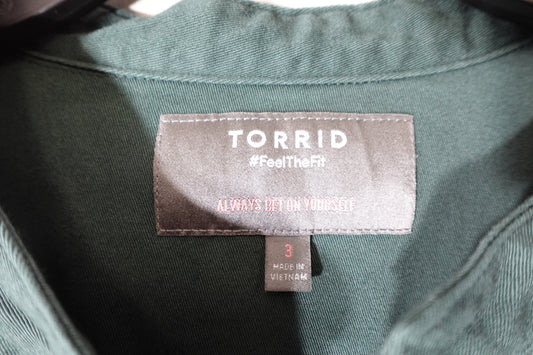 TORRID
#FeelTheFit
ALWAYS BET ON YOURSELF
3
MADE IN
VIETNAM